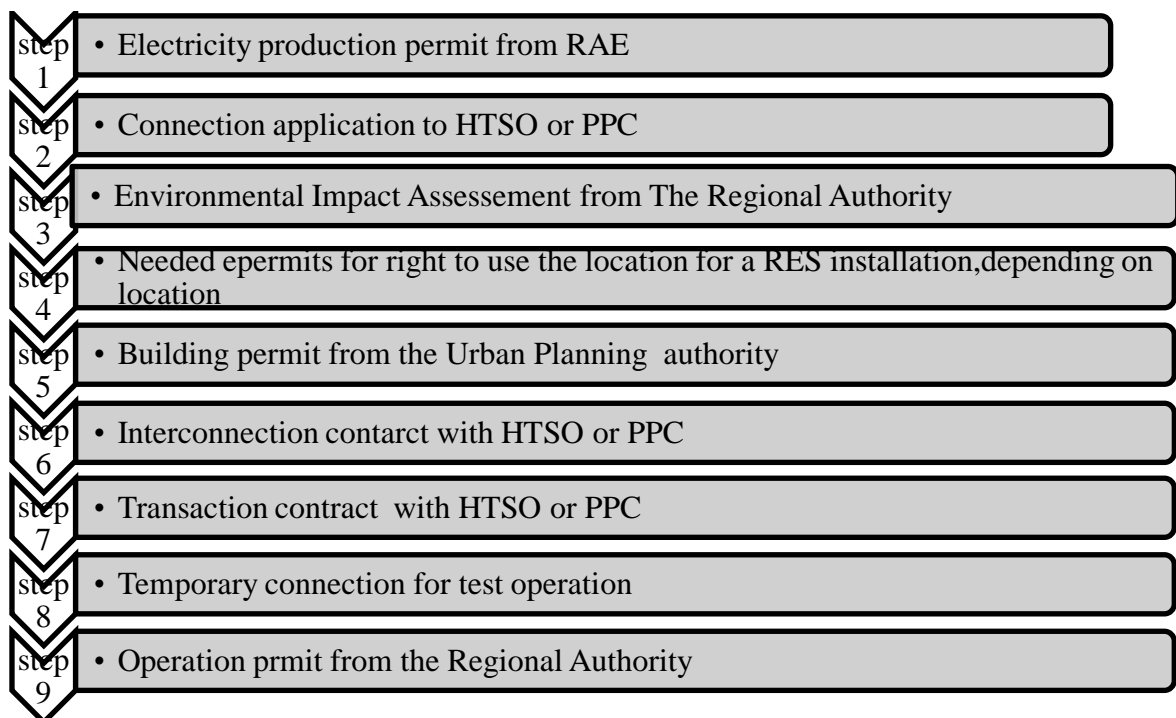 step 1
• Electricity production permit from RAE
step 2
• Connection application to HTSO or PPC
step 3
• Environmental Impact Assessement from The Regional Authority
step 4
• Needed epermits for right to use the location for a RES installation,depending on
location
step 5
• Building permit from the Urban Planning authority
step 6
• Interconnection contarct with HTSO or PPC
step 7
• Transaction contract with HTSO or PPC
step 8
• Temporary connection for test operation
step 9
• Operation prmit from the Regional Authority